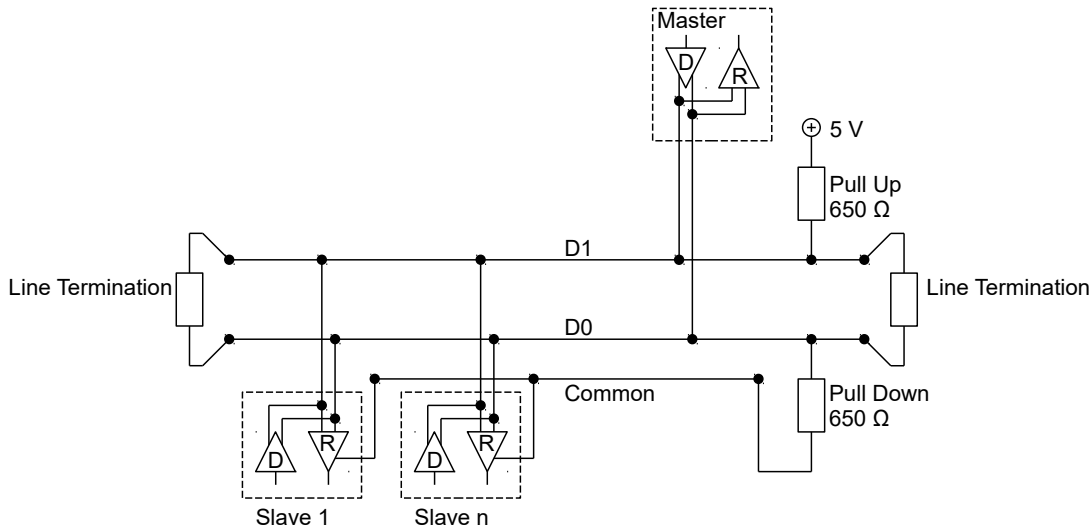 Master
D
R
5 V
Pull Up
650 Ω
D1
Line Termination
Line Termination
D0
Common
Pull Down
650 Ω
R
D
R
D
Slave 1
Slave n